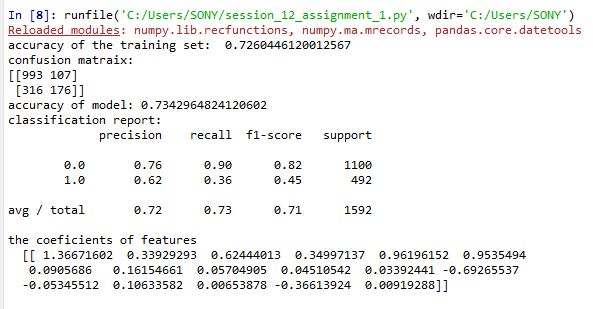 In [8]: runfile('C:/Users/SONY/session_12_assignment_1.py', wdir='C:/Users/SONY')
Reloaded modules: numpy.lib.recfunctions, numpy.ma.mrecords, pandas.core.datetools
accuracy of the training set:  0.7260446120012567
confusion matraix:
[[993 107]
 [316 176]]
accuracy of model: 0.7342964824120602
classification report:
             precision    recall  f1-score   support

        0.0       0.76      0.90      0.82      1100
        1.0       0.62      0.36      0.45       492

avg / total       0.72      0.73      0.71      1592

the coeficients of features
  [[ 1.36671602  0.33929293  0.62444013  0.34997137  0.96196152  0.9535494
   0.0905686   0.16154661  0.05704905  0.04510542  0.03392441 -0.69265537
  -0.05345512  0.10633582  0.00653878 -0.36613924  0.00919288]]